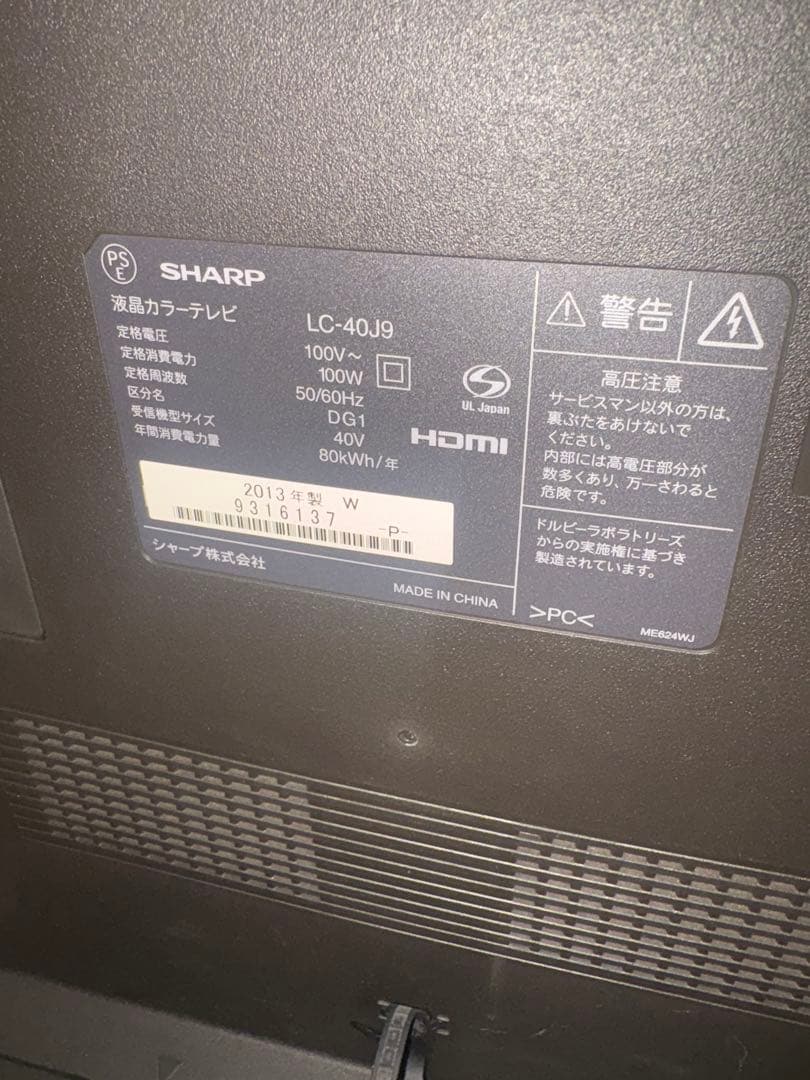 PS
E
SHARP
液晶カラーテレビ LC-40J9
定格電圧 100V～
定格消費電力 100W
定格周波数 50/60Hz
区分名 DG1
受信機型サイズ 40V
年間消費電力量 80kWh/年
UL Japan
HDMI
2013年製 W
9316137 -P-
シャープ株式会社
MADE IN CHINA
警告
高圧注意
サービスマン以外の方は、
裏ぶたをあけないで
ください。
内部には高電圧部分が
数多くあり、万一さわると
危険です。
ドルビーラボラトリーズ
からの実施権に基づき
製造されています。
>PC<
ME624WJ